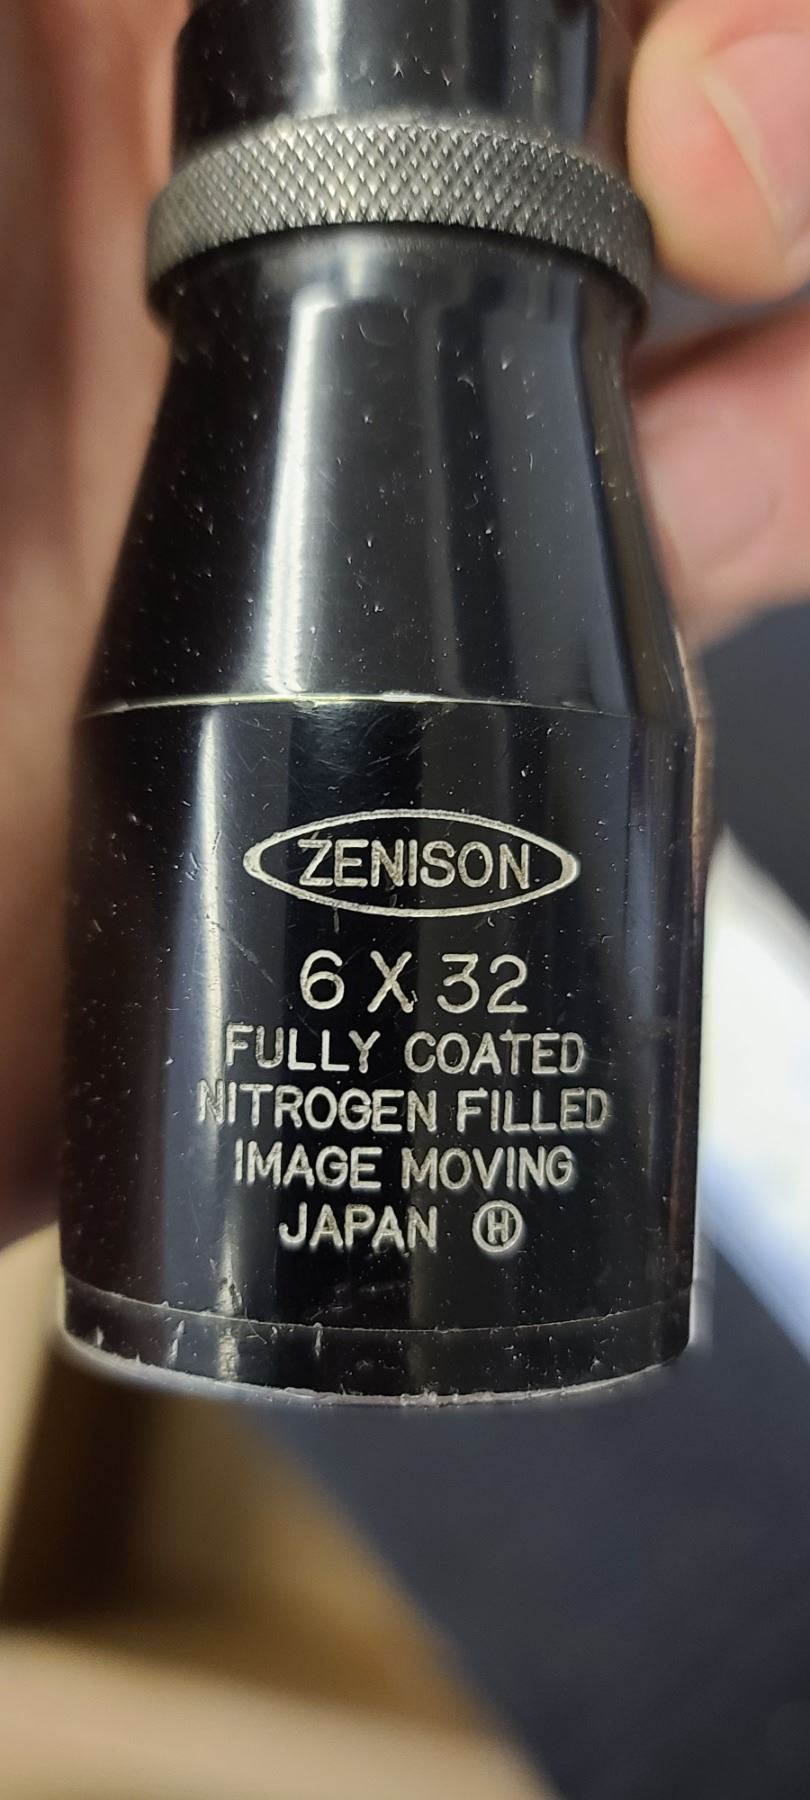 ZENISON
6 X 32
FULLY COATED
NITROGEN FILLED
IMAGE MOVING
JAPAN Ⓗ